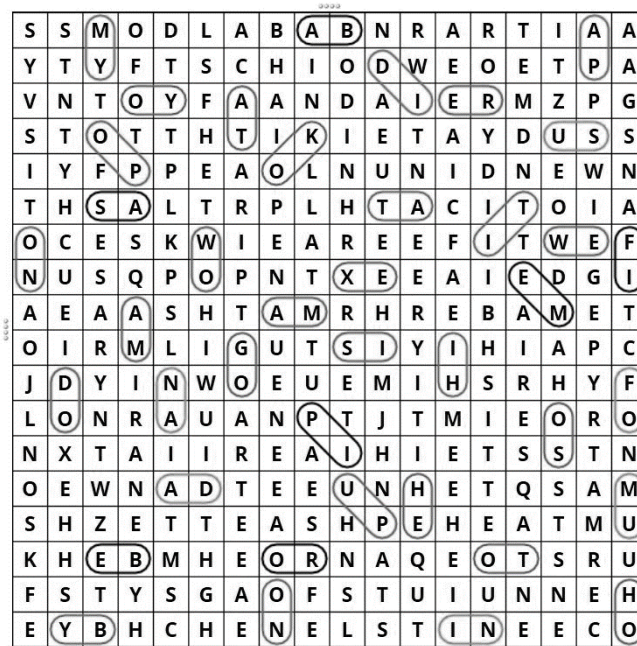 S S M O D L A B A B N R A R T I A A
Y T Y F T S C H I O D W E O E T P A
V N T O Y F A A N D A I E R M Z P G
S T O T T H T I K I E T A Y D U S S
I Y F P P E A O L N U N I D N E W N
T H S A L T R P L H T A C I T O I A
O C E S K W I E A R E E F I T W E F
N U S Q P O P N T X E E A I E D G I
A E A A S H T A M R H R E B A M E T
O I R M L I G U T S I Y I H I A P C
J D Y I N W O E U E M I H S R H Y F
L O N R A U A N P T J T M I E O R O
N X T A I I R E A I H I E T S S T N
O E W N A D T E E U N H E T Q S A M
S H Z E T T E A S H P E H E A T M U
K H E B M H E O R N A Q E O T S R U
F S T Y S G A O F S T U I U N N E H
E Y B H C H E N E L S T I N E E C O